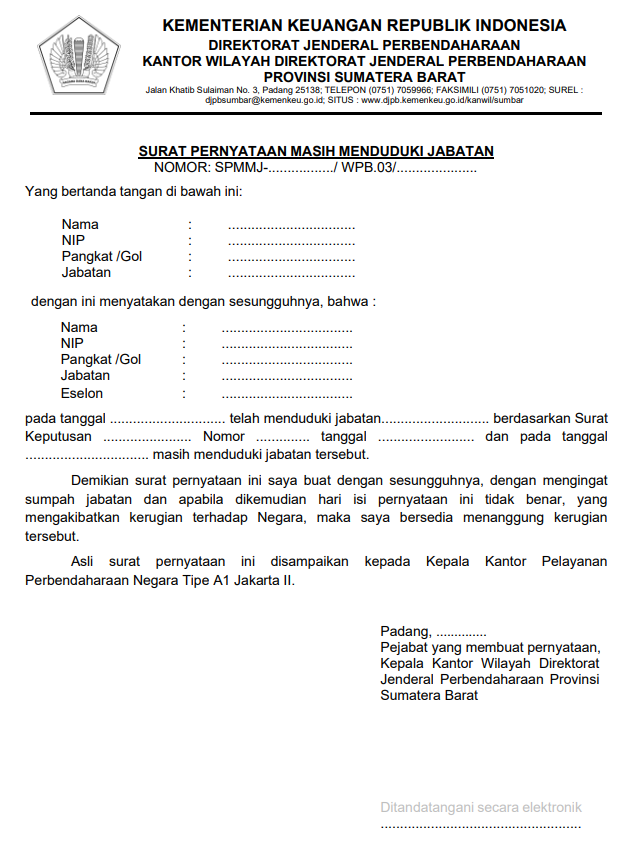 KEMENTERIAN KEUANGAN REPUBLIK INDONESIA
DIREKTORAT JENDERAL PERBENDAHARAAN
KANTOR WILAYAH DIREKTORAT JENDERAL PERBENDAHARAAN
PROVINSI SUMATERA BARAT
Jalan Khatib Sulaiman No. 3, Padang 25138; TELEPON (0751) 7059966; FAKSIMILI (0751) 7051020; SUREL :
djpbsumbar@kemenkeu.go.id; SITUS : www.djpb.kemenkeu.go.id/kanwil/sumbar
SURAT PERNYATAAN MASIH MENDUDUKI JABATAN
NOMOR: SPMMJ-................./ WPB.03/.....................
Yang bertanda tangan di bawah ini:
Nama : .................................
NIP : .................................
Pangkat /Gol : .................................
Jabatan : .................................
dengan ini menyatakan dengan sesungguhnya, bahwa :
Nama : ..................................
NIP : ..................................
Pangkat /Gol : ..................................
Jabatan : ..................................
Eselon : ..................................
pada tanggal .............................. telah menduduki jabatan............................ berdasarkan Surat
Keputusan ....................... Nomor .............. tanggal ......................... dan pada tanggal
................................ masih menduduki jabatan tersebut.
Demikian surat pernyataan ini saya buat dengan sesungguhnya, dengan mengingat
sumpah jabatan dan apabila dikemudian hari isi pernyataan ini tidak benar, yang
mengakibatkan kerugian terhadap Negara, maka saya bersedia menanggung kerugian
tersebut.
Asli surat pernyataan ini disampaikan kepada Kepala Kantor Pelayanan
Perbendaharaan Negara Tipe A1 Jakarta II.
Padang, .............
Pejabat yang membuat pernyataan,
Kepala Kantor Wilayah Direktorat
Jenderal Perbendaharaan Provinsi
Sumatera Barat
Ditandatangani secara elektronik
....................................................